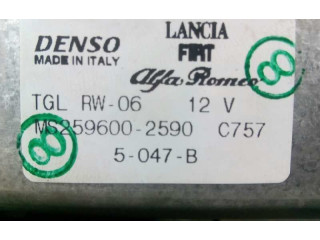 DENSO LANCIA
MADE IN ITALY FIAT
Alfa Romeo
TGL RW-06 12 V
MS259600-2590 C757
5-047-B